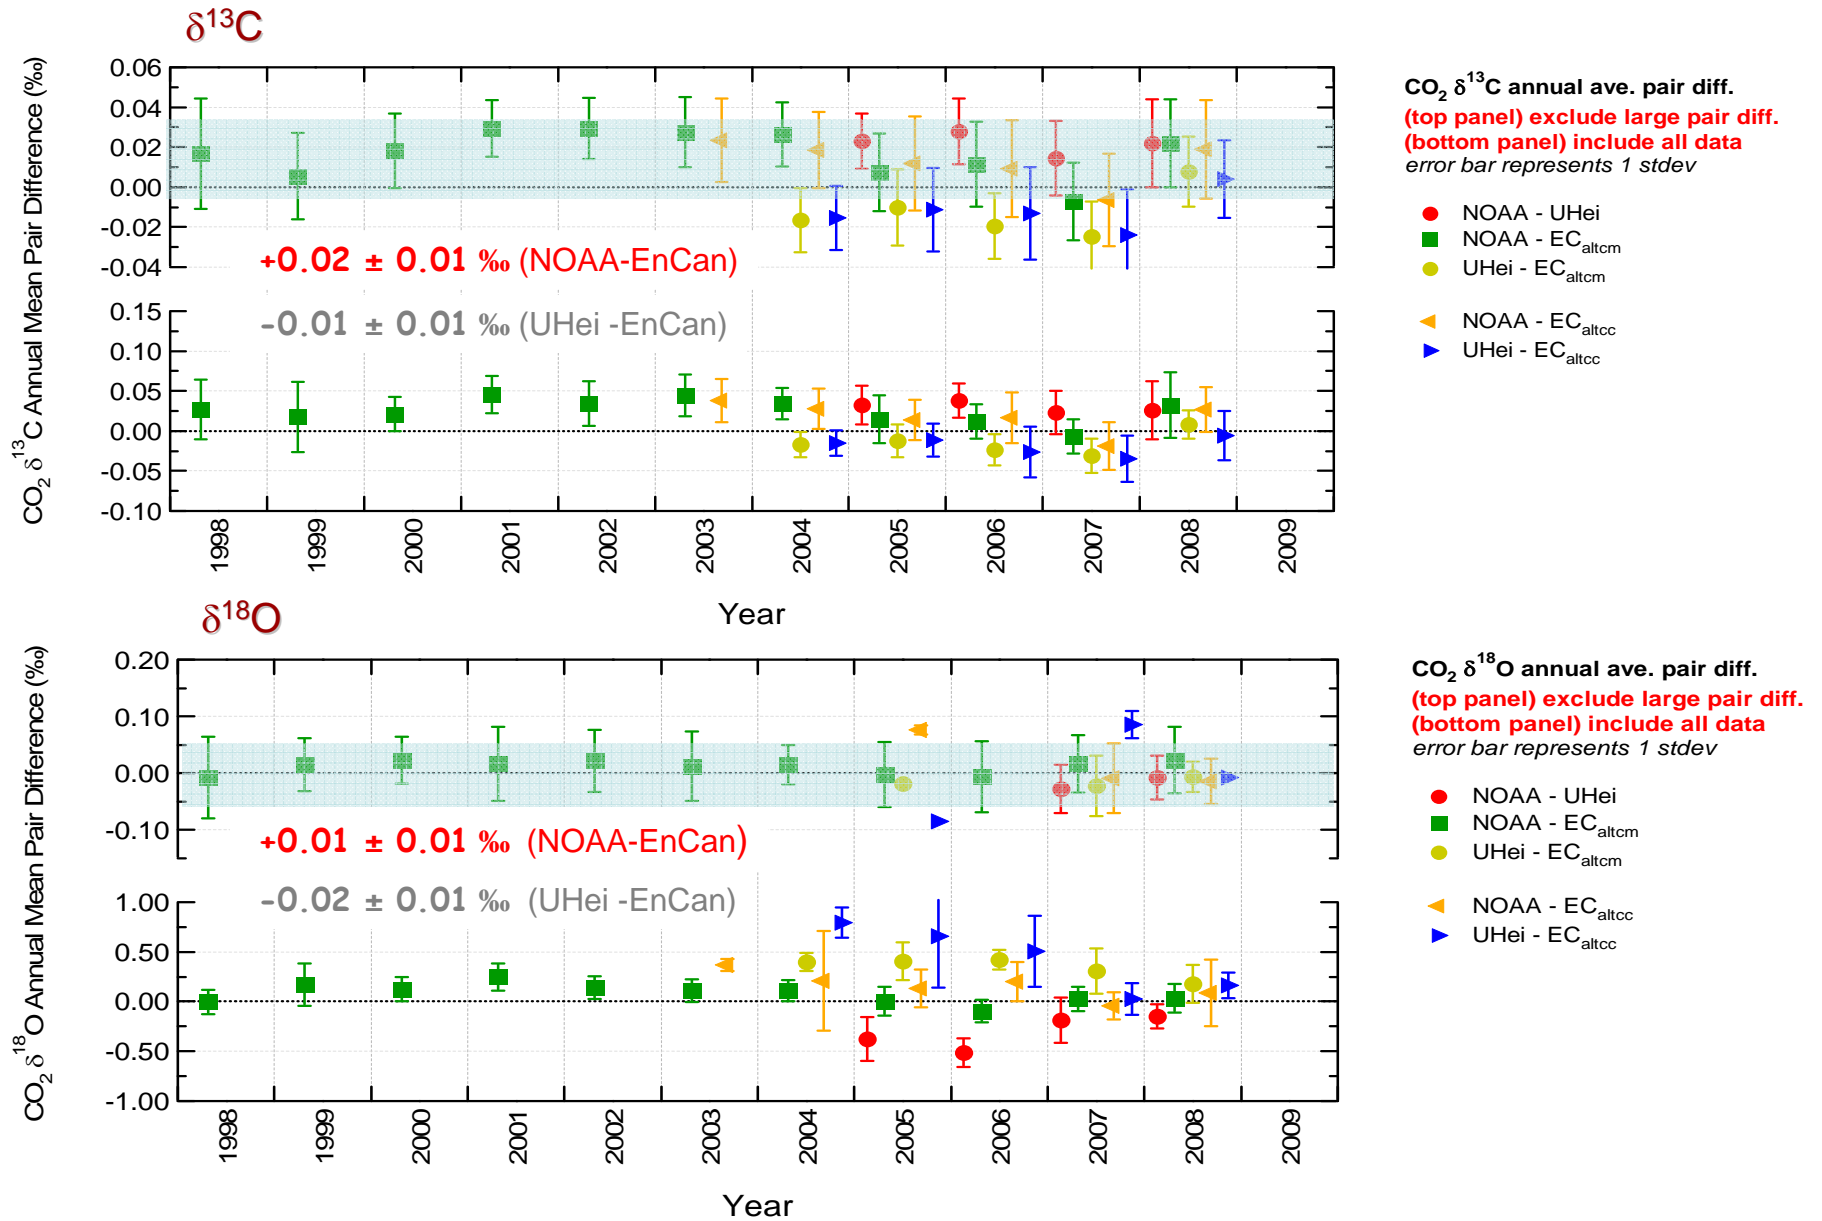 δ13C
CO2 δ13C Annual Mean Pair Difference (‰)
0.06
0.04
0.02
0.00
-0.02
-0.04
+0.02 ± 0.01 ‰ (NOAA-EnCan)
-0.01 ± 0.01 ‰ (UHei -EnCan)
0.15
0.10
0.05
0.00
-0.05
-0.10
1998 1999 2000 2001 2002 2003 2004 2005 2006 2007 2008 2009
Year
CO2 δ13C annual ave. pair diff.
(top panel) exclude large pair diff.
(bottom panel) include all data
error bar represents 1 stdev
NOAA - UHei
NOAA - ECaltcm
UHei - ECaltcm
NOAA - ECaltcc
UHei - ECaltcc
δ18O
CO2 δ18O Annual Mean Pair Difference (‰)
0.20
0.10
0.00
-0.10
+0.01 ± 0.01 ‰ (NOAA-EnCan)
-0.02 ± 0.01 ‰ (UHei -EnCan)
1.00
0.50
0.00
-0.50
-1.00
1998 1999 2000 2001 2002 2003 2004 2005 2006 2007 2008 2009
Year
CO2 δ18O annual ave. pair diff.
(top panel) exclude large pair diff.
(bottom panel) include all data
error bar represents 1 stdev
NOAA - UHei
NOAA - ECaltcm
UHei - ECaltcm
NOAA - ECaltcc
UHei - ECaltcc